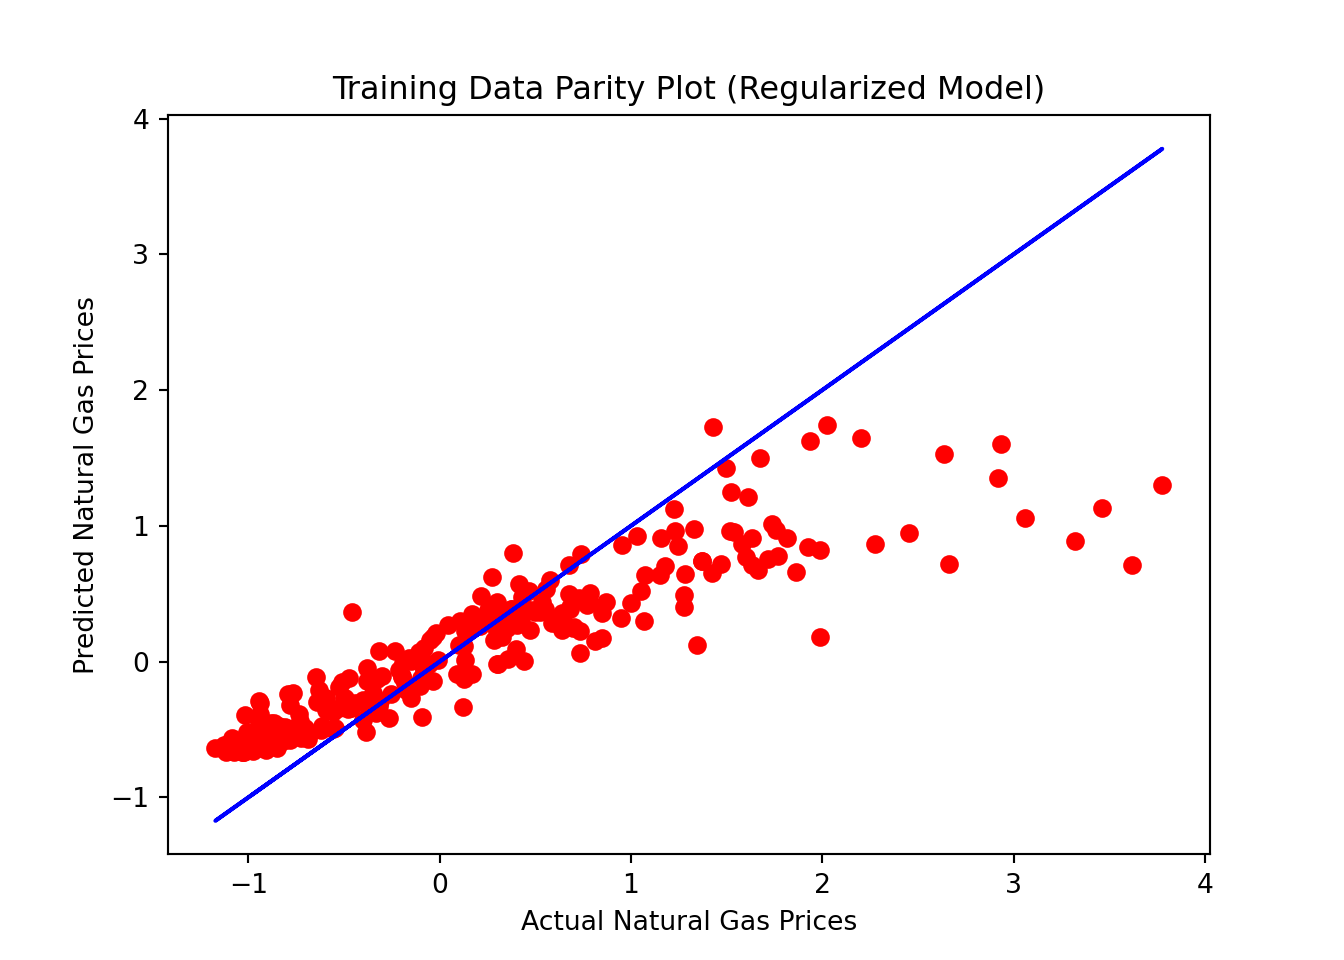 Training Data Parity Plot (Regularized Model)
4
3
2
1
0
−1
Predicted Natural Gas Prices
−1 0 1 2 3 4
Actual Natural Gas Prices